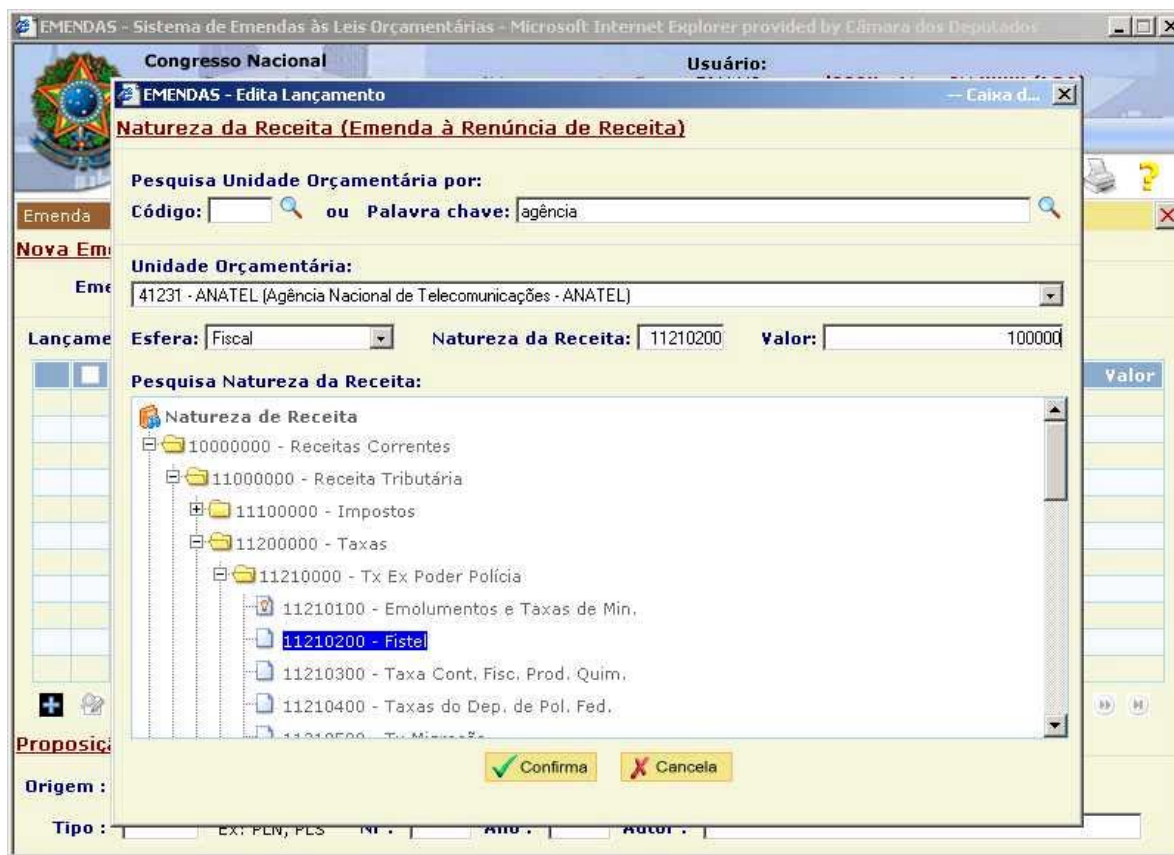 EMENDAS - Sistema de Emendas às Leis Orçamentárias - Microsoft Internet Explorer provided by Câmara dos Deputados
Congresso Nacional
Usuário:
EMENDAS - Edita Lançamento
-- Caixa d...
Natureza da Receita (Emenda à Renúncia de Receita)
Pesquisa Unidade Orçamentária por:
Código: ou Palavra chave: agência
Emenda
Nova Em
Unidade Orçamentária:
Eme
41231 - ANATEL (Agência Nacional de Telecomunicações - ANATEL)
Lançame
Esfera: Fiscal Natureza da Receita: 11210200 Valor: 100000
Valor
Pesquisa Natureza da Receita:
Natureza de Receita
10000000 - Receitas Correntes
11000000 - Receita Tributária
11100000 - Impostos
11200000 - Taxas
11210000 - Tx Ex Poder Polícia
11210100 - Emolumentos e Taxas de Min.
11210200 - Fistel
11210300 - Taxa Cont. Fisc. Prod. Quim.
11210400 - Taxas do Dep. de Pol. Fed.
Proposiç
Confirma Cancela
Origem :
Tipo : Ex: PLN, PLS Nr : Ano : Autor :